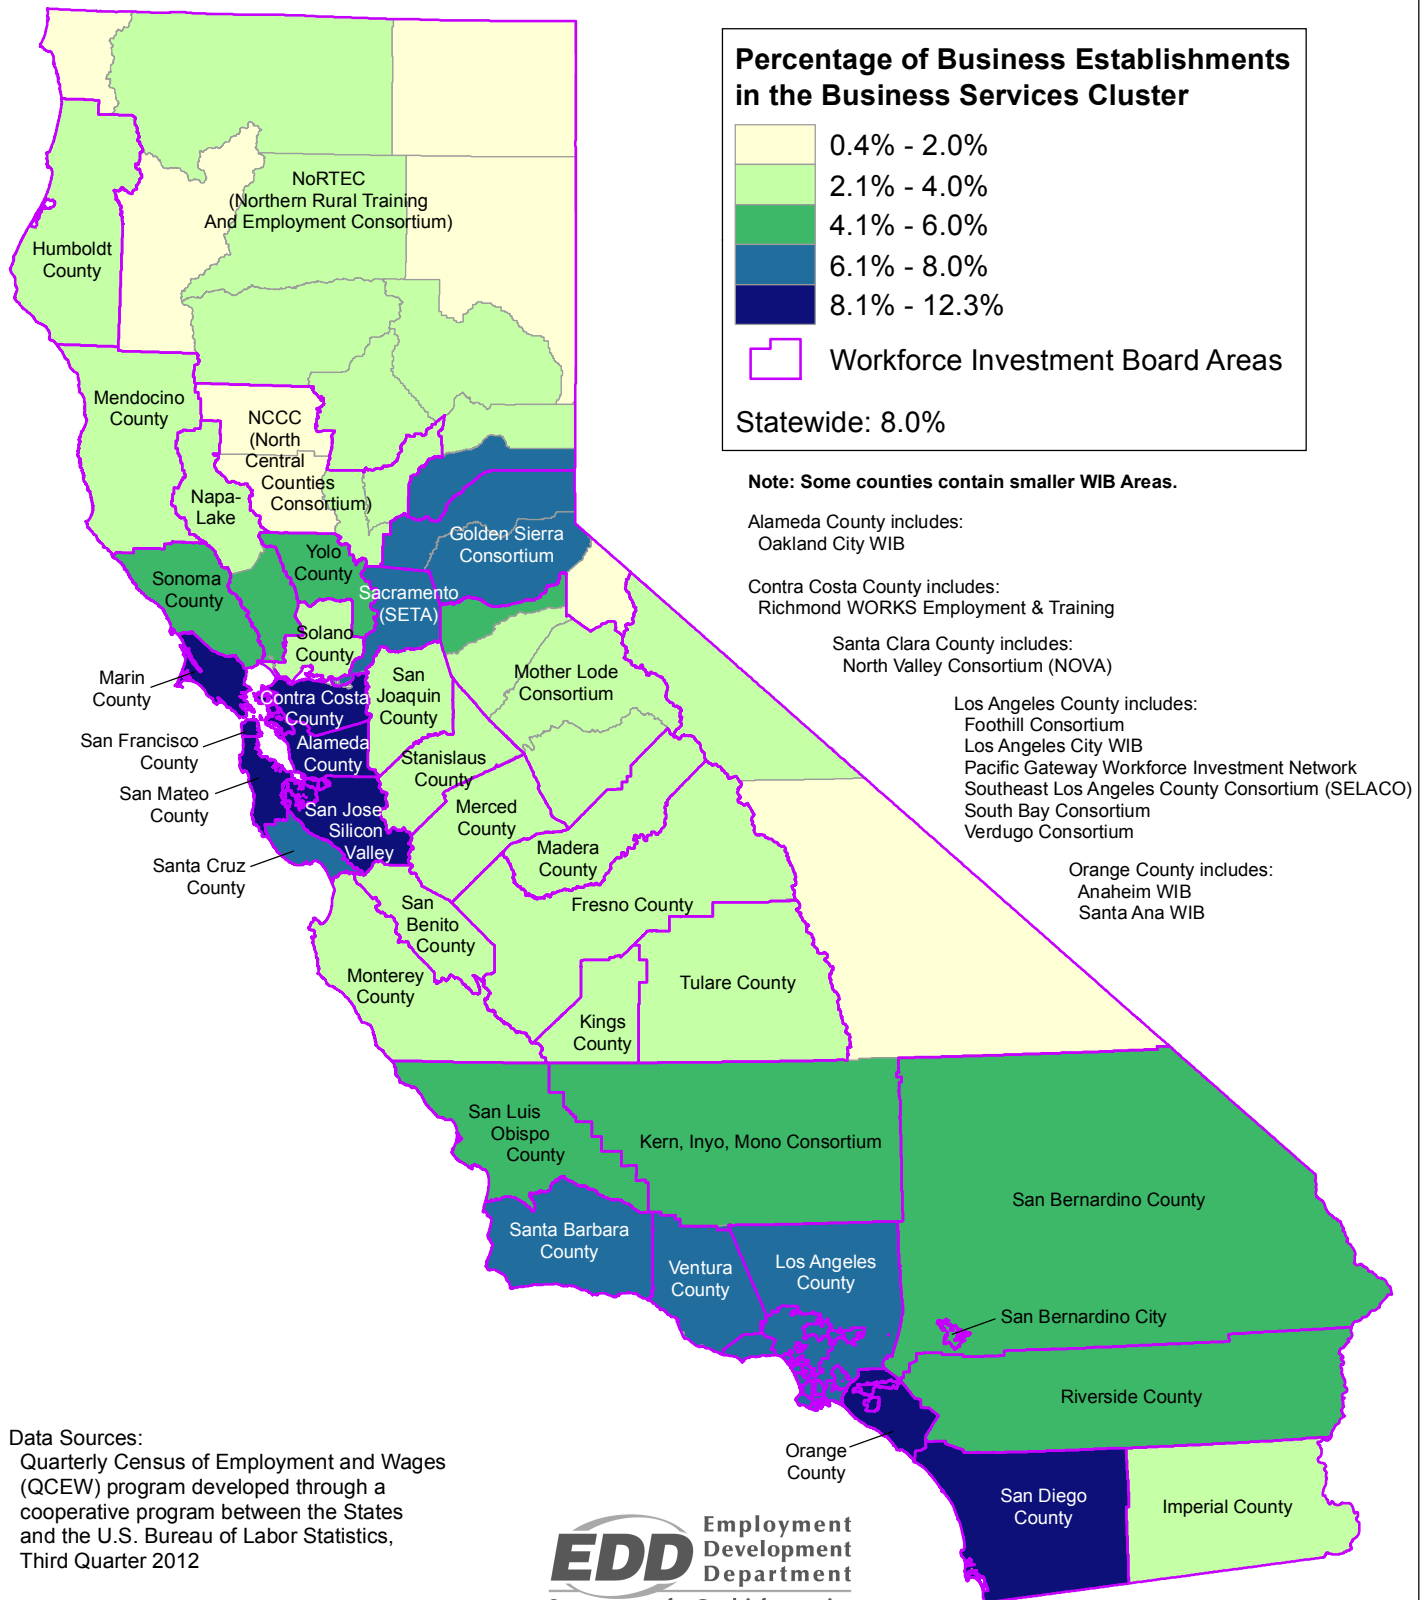 Percentage of Business Establishments
in the Business Services Cluster
0.4% - 2.0%
2.1% - 4.0%
4.1% - 6.0%
6.1% - 8.0%
8.1% - 12.3%
Workforce Investment Board Areas
Statewide: 8.0%
Note: Some counties contain smaller WIB Areas.
Alameda County includes:
Oakland City WIB
Contra Costa County includes:
Richmond WORKS Employment & Training
Santa Clara County includes:
North Valley Consortium (NOVA)
Los Angeles County includes:
Foothill Consortium
Los Angeles City WIB
Pacific Gateway Workforce Investment Network
Southeast Los Angeles County Consortium (SELACO)
South Bay Consortium
Verdugo Consortium
Orange County includes:
Anaheim WIB
Santa Ana WIB
NoRTEC
(Northern Rural Training
And Employment Consortium)
Humboldt
County
Mendocino
County
NCCC
(North
Central
Counties
Consortium)
Napa-
Lake
Golden Sierra
Consortium
Yolo
County
Sonoma
County
Sacramento
(SETA)
Solano
County
Marin
County
Contra Costa
County
San
Joaquin
County
Mother Lode
Consortium
San Francisco
County
Alameda
County
Stanislaus
County
San Mateo
County
San Jose
Silicon
Valley
Merced
County
Santa Cruz
County
Madera
County
San
Benito
County
Fresno County
Monterey
County
Tulare County
Kings
County
San Luis
Obispo
County
Kern, Inyo, Mono Consortium
San Bernardino County
Santa Barbara
County
Ventura
County
Los Angeles
County
San Bernardino City
Riverside County
Orange
County
San Diego
County
Imperial County
Data Sources:
Quarterly Census of Employment and Wages
(QCEW) program developed through a
cooperative program between the States
and the U.S. Bureau of Labor Statistics,
Third Quarter 2012
EDD
Employment
Development
Department